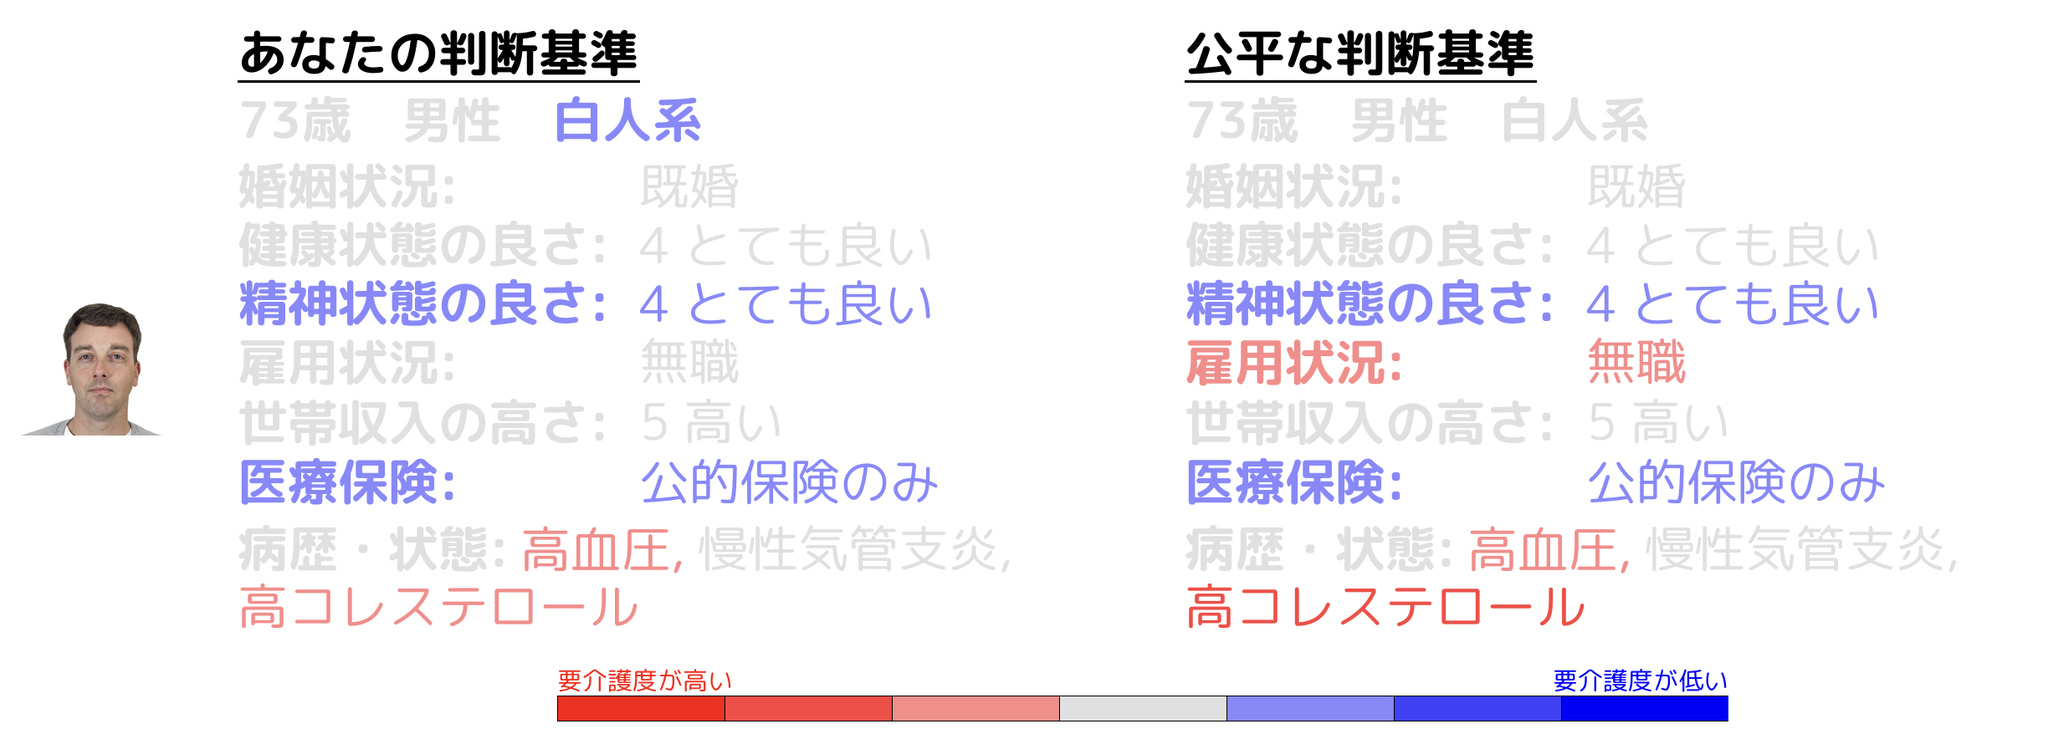 あなたの判断基準
73歳　男性　白人系
婚姻状況: 既婚
健康状態の良さ: 4 とても良い
精神状態の良さ: 4 とても良い
雇用状況: 無職
世帯収入の高さ: 5 高い
医療保険: 公的保険のみ
病歴・状態: 高血圧, 慢性気管支炎,
高コレステロール
公平な判断基準
73歳　男性　白人系
婚姻状況: 既婚
健康状態の良さ: 4 とても良い
精神状態の良さ: 4 とても良い
雇用状況: 無職
世帯収入の高さ: 5 高い
医療保険: 公的保険のみ
病歴・状態: 高血圧, 慢性気管支炎,
高コレステロール
要介護度が高い
要介護度が低い